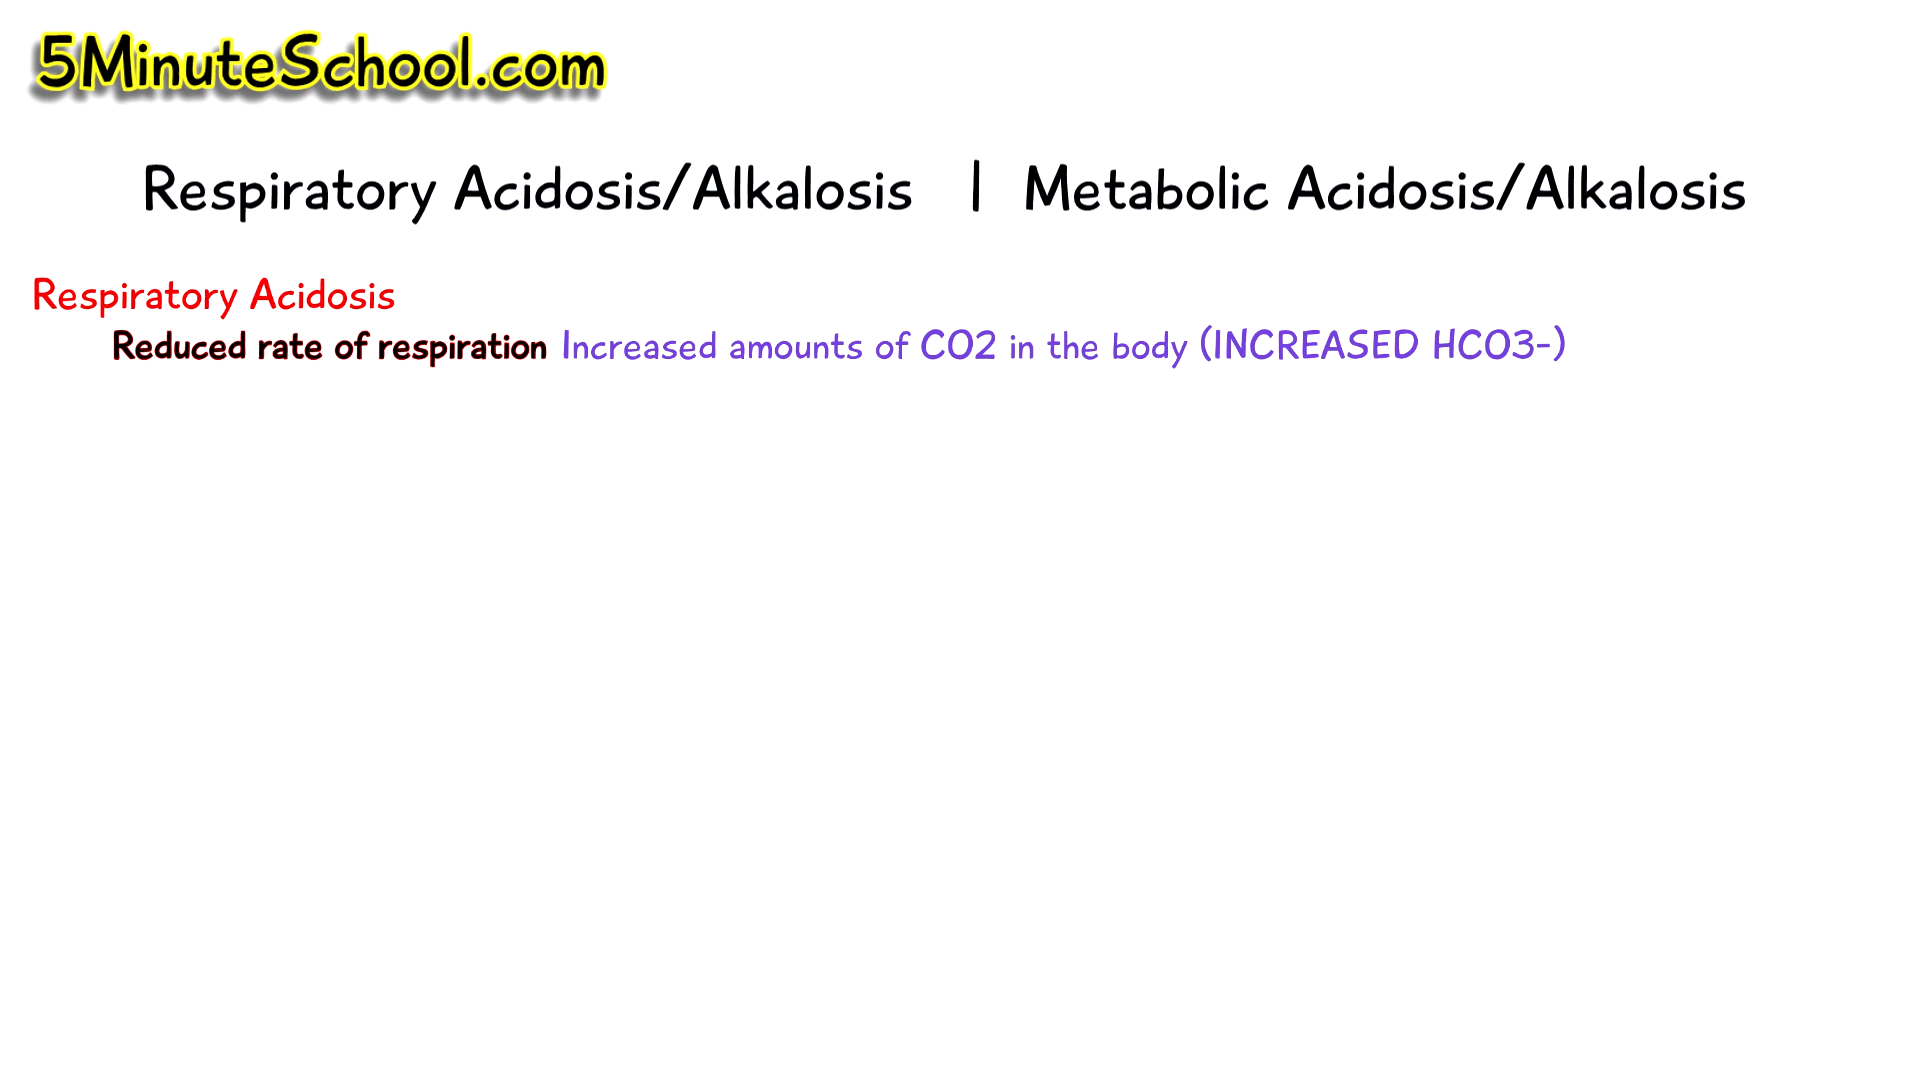 5MinuteSchool.com
Respiratory Acidosis/Alkalosis | Metabolic Acidosis/Alkalosis
Respiratory Acidosis
Reduced rate of respiration Increased amounts of CO2 in the body (INCREASED HCO3-)